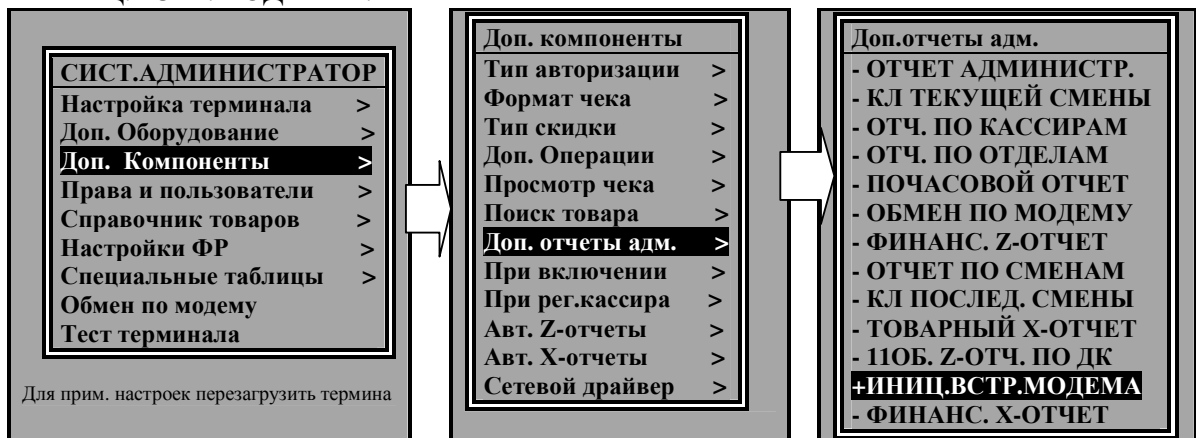 СИСТ.АДМИНИСТРАТОР
Настройка терминала >
Доп. Оборудование >
Доп. Компоненты >
Права и пользователи >
Справочник товаров >
Настройки ФР >
Специальные таблицы >
Обмен по модему
Тест терминала
Для прим. настроек перезагрузить термина
Доп. компоненты
Тип авторизации >
Формат чека >
Тип скидки >
Доп. Операции >
Просмотр чека >
Поиск товара >
Доп. отчеты адм. >
При включении >
При рег.кассира >
Авт. Z-отчеты >
Авт. X-отчеты >
Сетевой драйвер >
Доп.отчеты адм.
- ОТЧЕТ АДМИНИСТР.
- КЛ ТЕКУЩЕЙ СМЕНЫ
- ОТЧ. ПО КАССИРАМ
- ОТЧ. ПО ОТДЕЛАМ
- ПОЧАСОВОЙ ОТЧЕТ
- ОБМЕН ПО МОДЕМУ
- ФИНАНС. Z-ОТЧЕТ
- ОТЧЕТ ПО СМЕНАМ
- КЛ ПОСЛЕД. СМЕНЫ
- ТОВАРНЫЙ X-ОТЧЕТ
- 11ОБ. Z-ОТЧ. ПО ДК
+ИНИЦ.ВСТР.МОДЕМА
- ФИНАНС. X-ОТЧЕТ